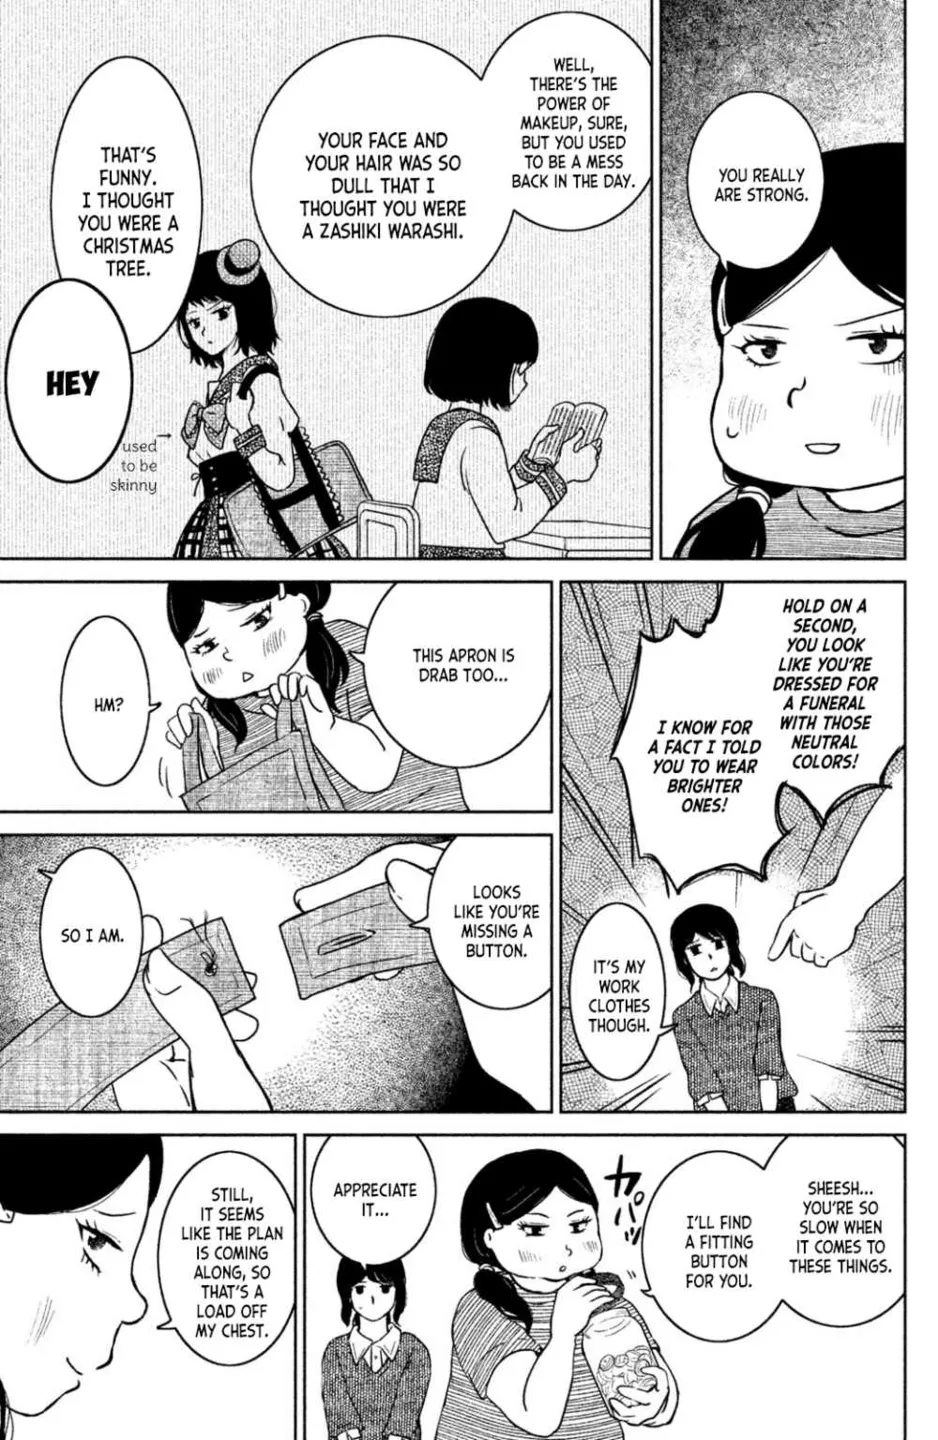 YOU REALLY
ARE STRONG.
WELL,
THERE'S THE
POWER OF
MAKEUP, SURE,
BUT YOU USED
TO BE A MESS
BACK IN THE DAY.
YOUR FACE AND
YOUR HAIR WAS SO
DULL THAT I
THOUGHT YOU WERE
A ZASHIKI WARASHI.
THAT'S
FUNNY.
I THOUGHT
YOU WERE A
CHRISTMAS
TREE.
HEY
used
to be
skinny
HOLD ON A
SECOND,
YOU LOOK
LIKE YOU'RE
DRESSED FOR
A FUNERAL
WITH THOSE
NEUTRAL
COLORS!
I KNOW FOR
A FACT I TOLD
YOU TO WEAR
BRIGHTER
ONES!
IT'S MY
WORK
CLOTHES
THOUGH.
THIS APRON IS
DRAB TOO...
HM?
LOOKS
LIKE YOU'RE
MISSING A
BUTTON.
SO I AM.
SHEESH...
YOU'RE SO
SLOW WHEN
IT COMES TO
THESE THINGS.
I'LL FIND
A FITTING
BUTTON
FOR YOU.
カパッ
APPRECIATE
IT...
STILL,
IT SEEMS
LIKE THE PLAN
IS COMING
ALONG, SO
THAT'S A
LOAD OFF
MY CHEST.